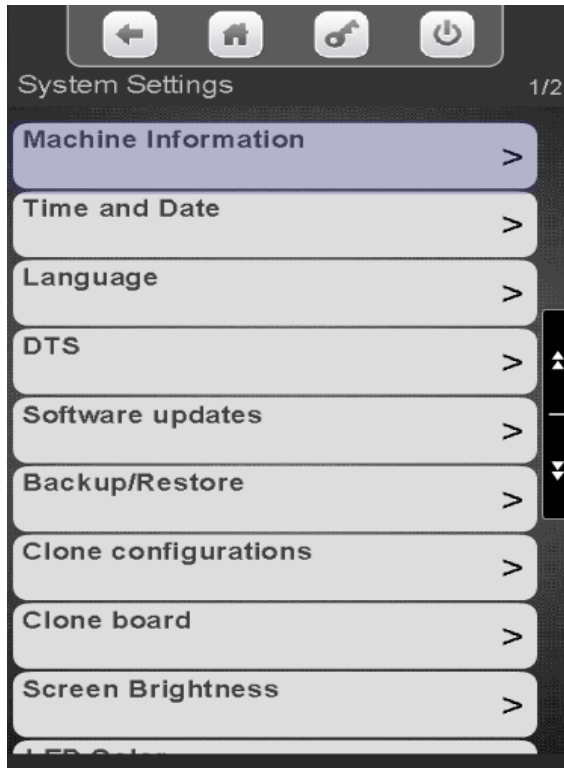 System Settings 1/2
Machine Information >
Time and Date >
Language >
DTS >
Software updates >
Backup/Restore >
Clone configurations >
Clone board >
Screen Brightness >